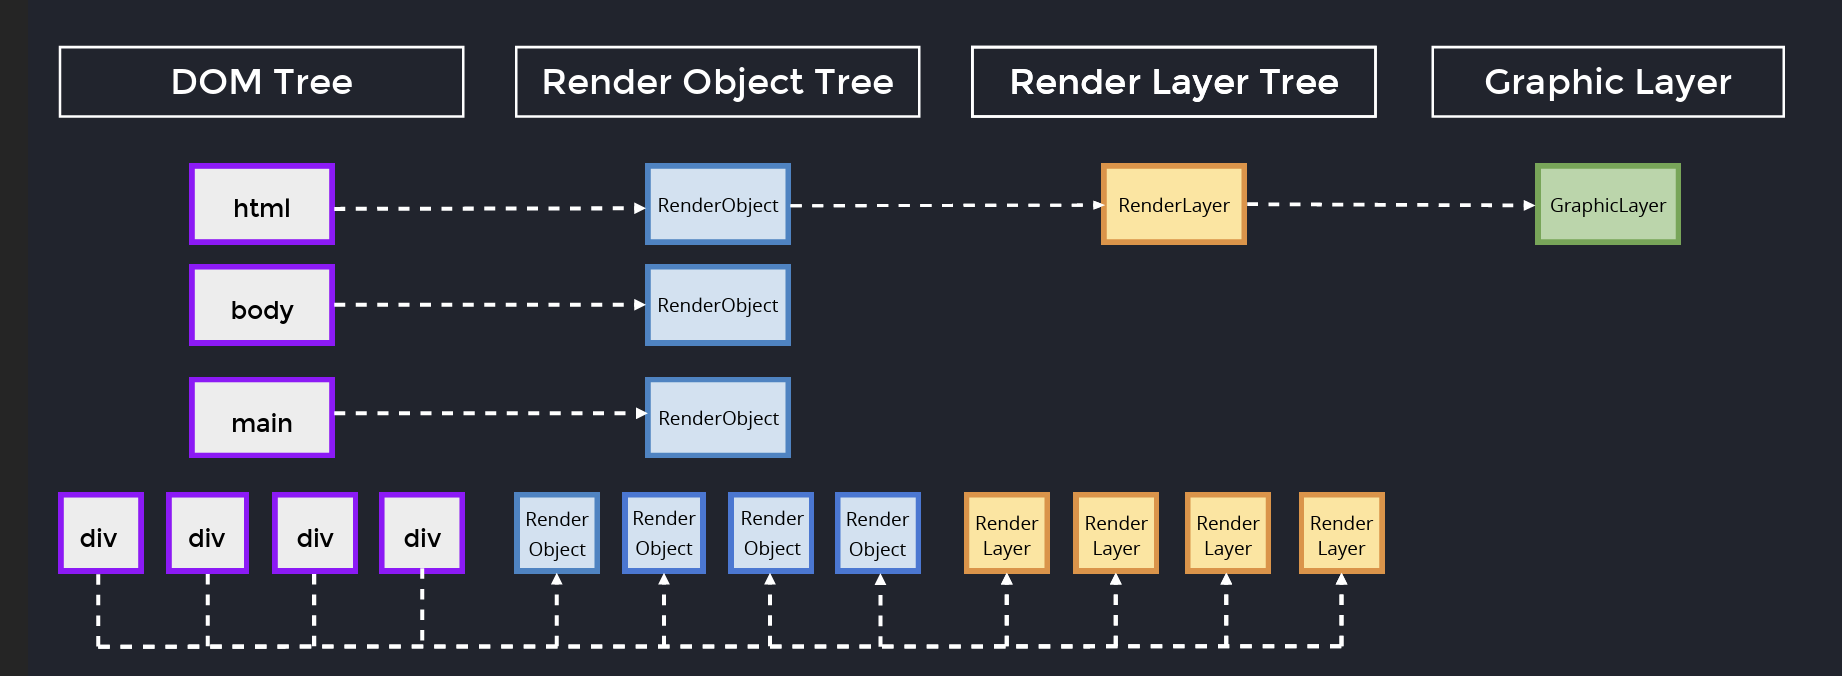 DOM Tree
Render Object Tree
Render Layer Tree
Graphic Layer
html
RenderObject
RenderLayer
GraphicLayer
body
RenderObject
main
RenderObject
div
div
div
div
Render
Object
Render
Object
Render
Object
Render
Object
Render
Layer
Render
Layer
Render
Layer
Render
Layer